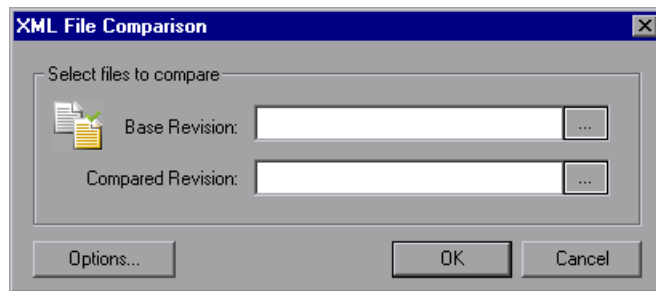 XML File Comparison
Select files to compare
Base Revision:
...
Compared Revision:
...
Options...
OK
Cancel